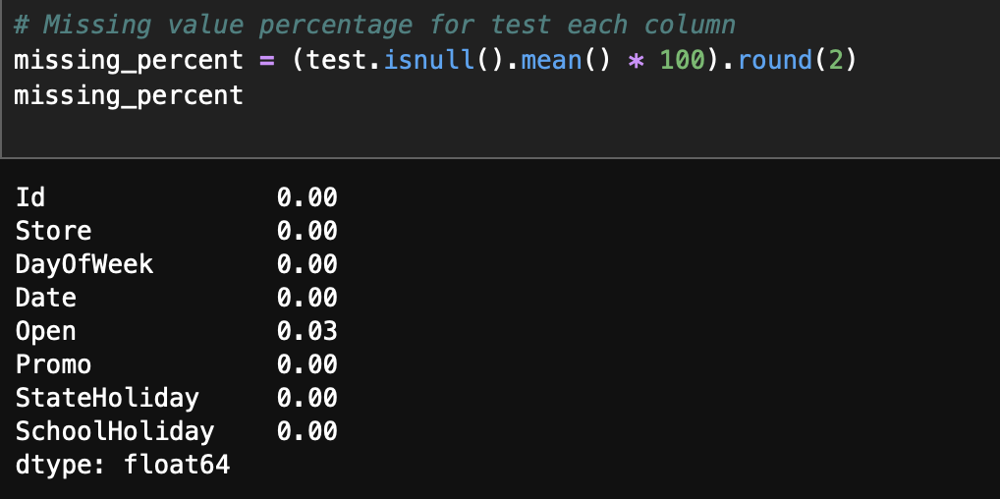 # Missing value percentage for test each column
missing_percent = (test.isnull().mean() * 100).round(2)
missing_percent
Id 0.00
Store 0.00
DayOfWeek 0.00
Date 0.00
Open 0.03
Promo 0.00
StateHoliday 0.00
SchoolHoliday 0.00
dtype: float64